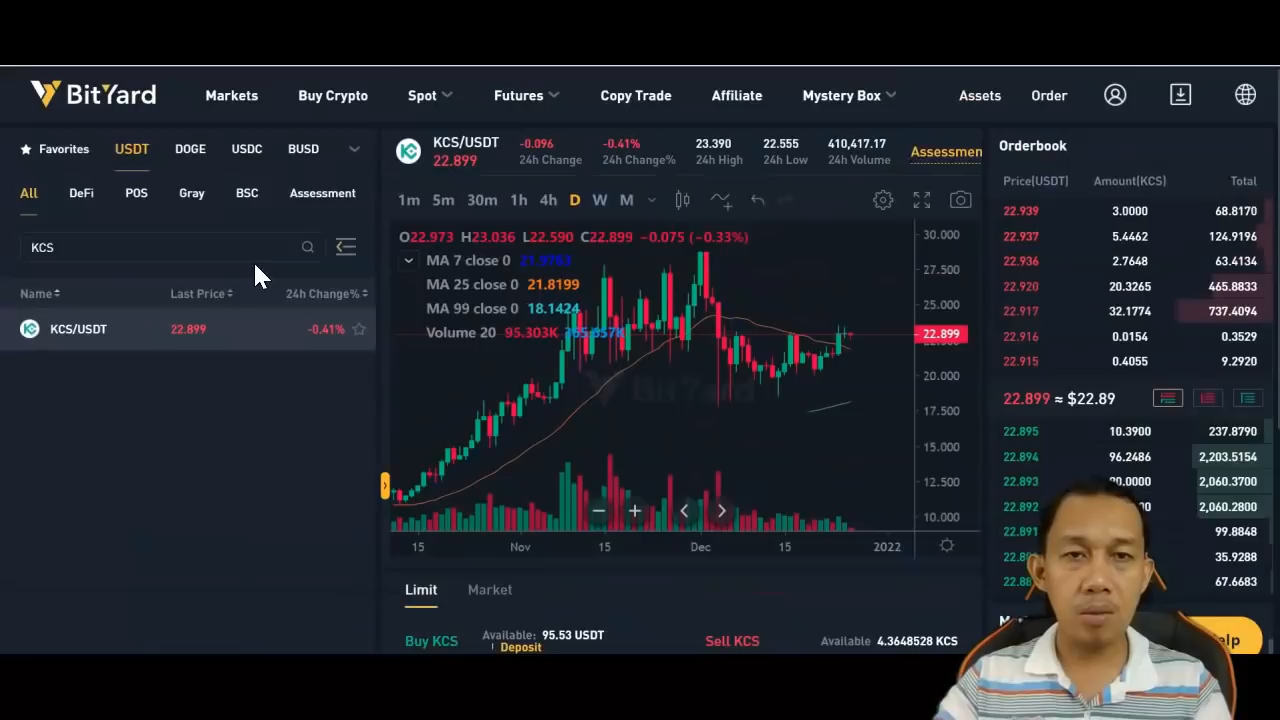 BitYard Markets Buy Crypto Spot Futures Copy Trade Affiliate Mystery Box Assets Order
Favorites USDT DOGE USDC BUSD
All DeFi POS Gray BSC Assessment
KCS
Name Last Price 24h Change%
KCS/USDT 22.899 -0.41%
KCS/USDT -0.096 -0.41% 23.390 22.555 410,417.17
22.899 24h Change 24h Change% 24h High 24h Low 24h Volume
Assessmen
1m 5m 30m 1h 4h D W M
O22.973 H23.036 L22.590 C22.899 -0.075 (-0.33%)
MA 7 close 0
MA 25 close 0 21.8199
MA 99 close 0 18.1424
Volume 20 95.303K
30.000
27.500
25.000
22.899
20.000
17.500
15.000
12.500
10.000
15 Nov 15 Dec 15 2022
BitYard
Limit Market
Buy KCS Available: 95.53 USDT
Deposit
Sell KCS Available 4.3648528 KCS
Orderbook
Price(USDT) Amount(KCS) Total
22.939 3.0000 68.8170
22.937 5.4462 124.9196
22.936 2.7648 63.4134
22.920 20.3265 465.8833
22.917 32.1774 737.4094
22.916 0.0154 0.3529
22.915 0.4055 9.2920
22.899 ≈ $22.89
22.895 10.3900 237.8790
22.894 96.2486 2,203.5154
22.893 2,060.3700
22.892 2,060.2800
22.891 99.8848
35.9288
67.6683